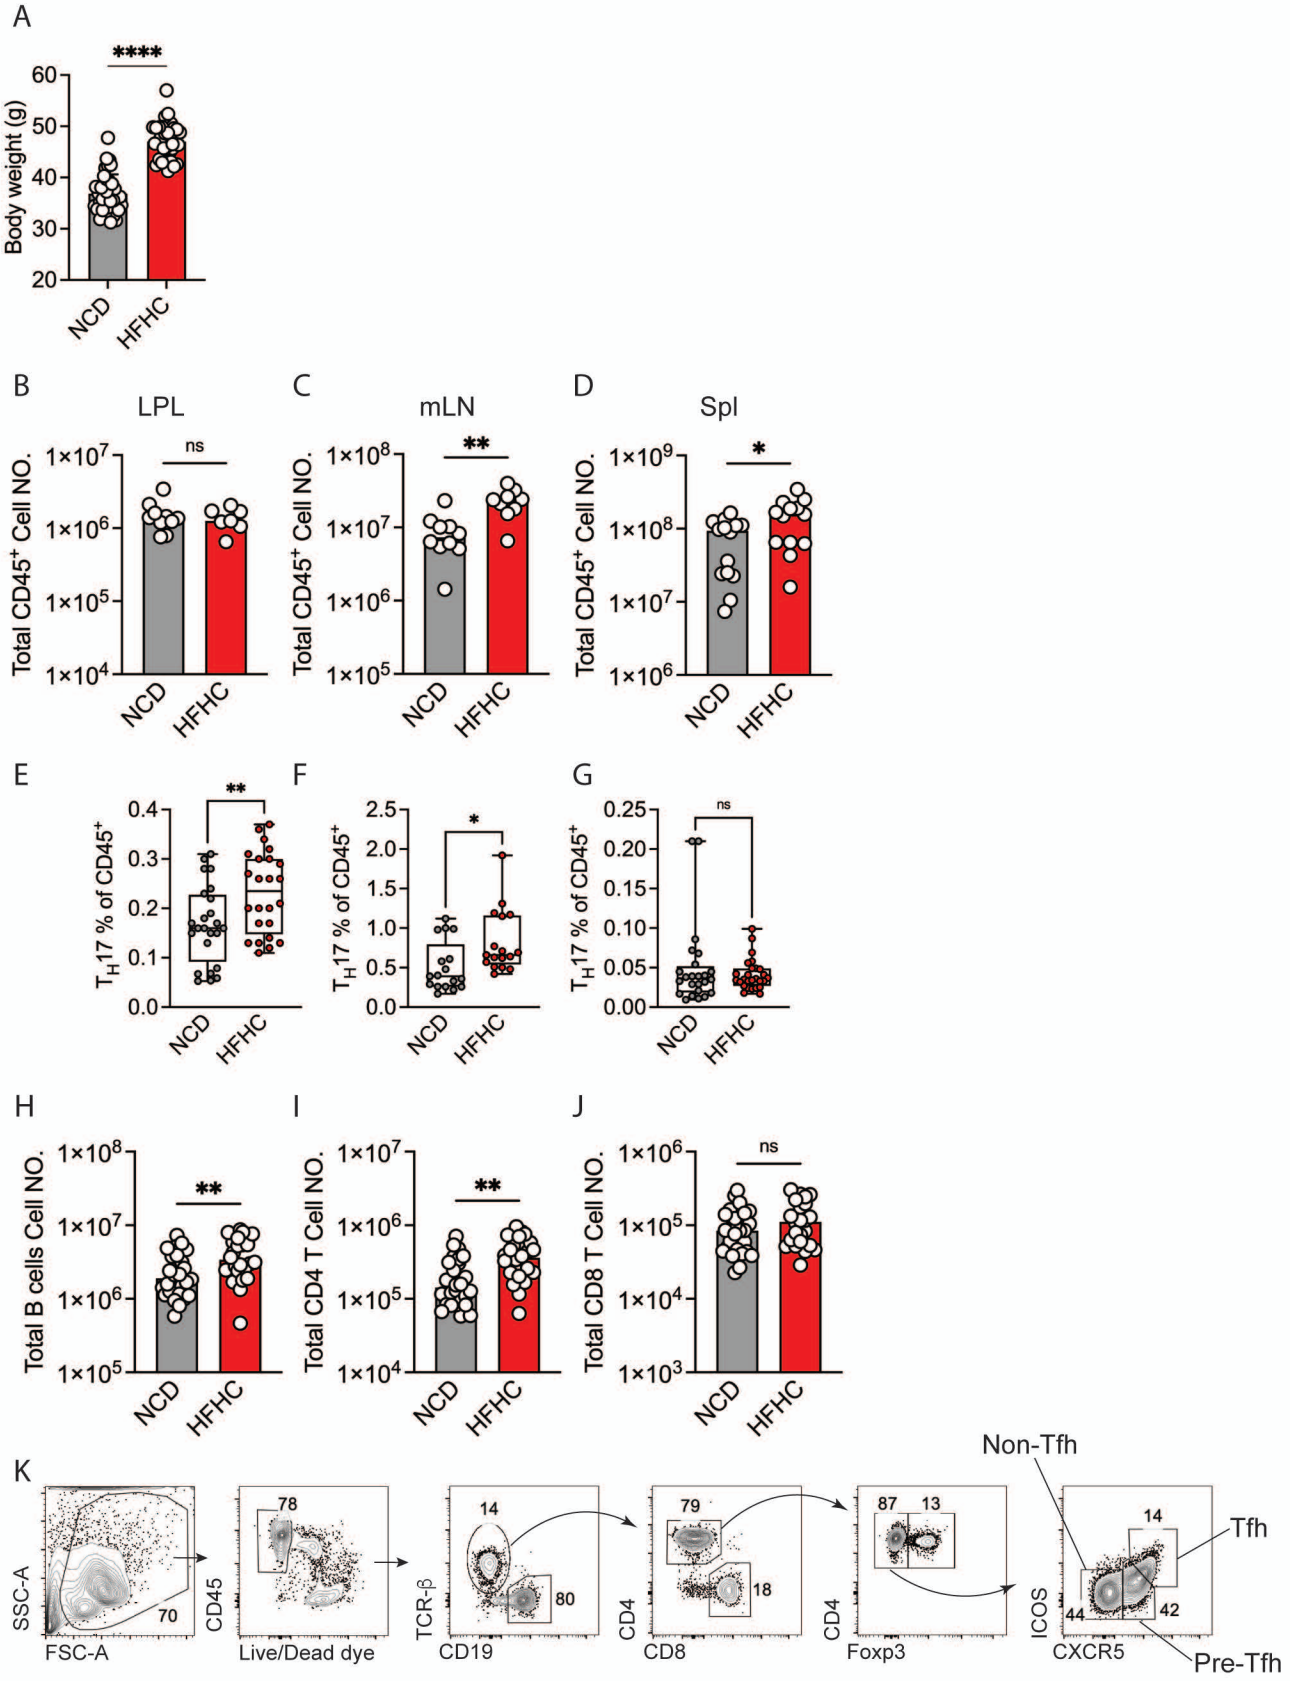 A
****
60
50
40
30
20
Body weight (g)
NCD
HFHC
B
LPL
ns
1×10⁷
1×10⁶
1×10⁵
1×10⁴
Total CD45⁺ Cell NO.
NCD
HFHC
C
mLN
**
1×10⁸
1×10⁷
1×10⁶
1×10⁵
Total CD45⁺ Cell NO.
NCD
HFHC
D
Spl
*
1×10⁹
1×10⁸
1×10⁷
1×10⁶
Total CD45⁺ Cell NO.
NCD
HFHC
E
**
0.4
0.3
0.2
0.1
0.0
TH17 % of CD45⁺
NCD
HFHC
F
*
2.5
2.0
1.5
1.0
0.5
0.0
TH17 % of CD45⁺
NCD
HFHC
G
ns
0.25
0.20
0.15
0.10
0.05
0.00
TH17 % of CD45⁺
NCD
HFHC
H
**
1×10⁸
1×10⁷
1×10⁶
1×10⁵
Total B cells Cell NO.
NCD
HFHC
I
**
1×10⁷
1×10⁶
1×10⁵
1×10⁴
Total CD4 T Cell NO.
NCD
HFHC
J
ns
1×10⁶
1×10⁵
1×10⁴
1×10³
Total CD8 T Cell NO.
NCD
HFHC
K
70
SSC-A
FSC-A
78
CD45
Live/Dead dye
14
80
TCR-β
CD19
79
18
CD4
CD8
87 13
CD4
Foxp3
Non-Tfh
14
Tfh
44
42
ICOS
CXCR5
Pre-Tfh